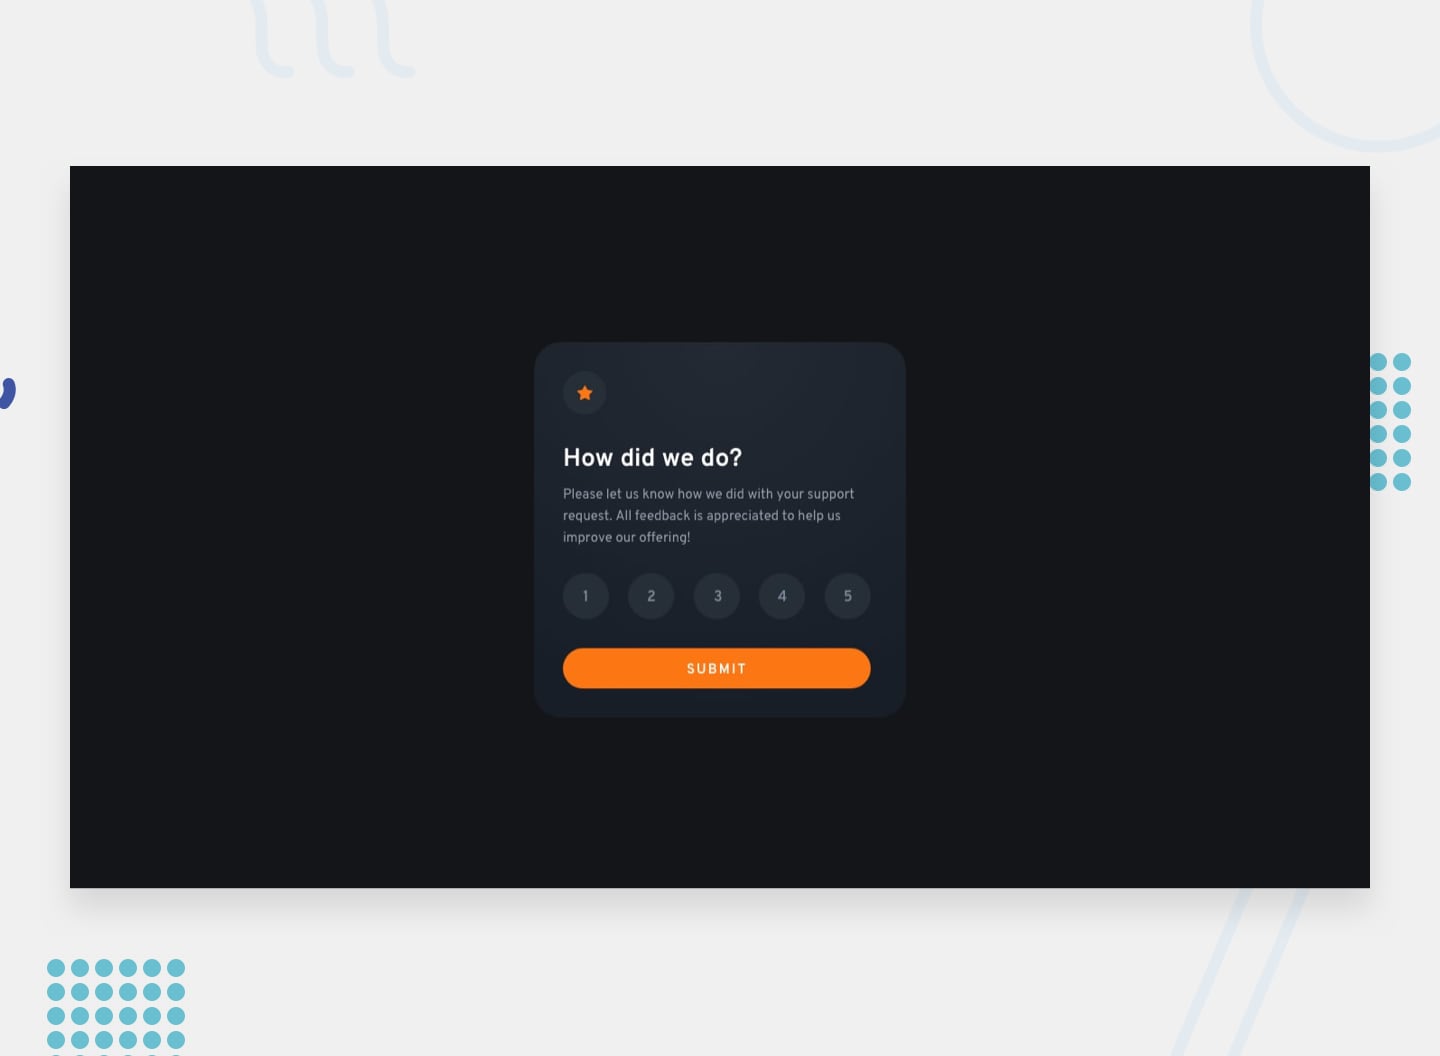 How did we do?
Please let us know how we did with your support
request. All feedback is appreciated to help us
improve our offering!
1 2 3 4 5
SUBMIT